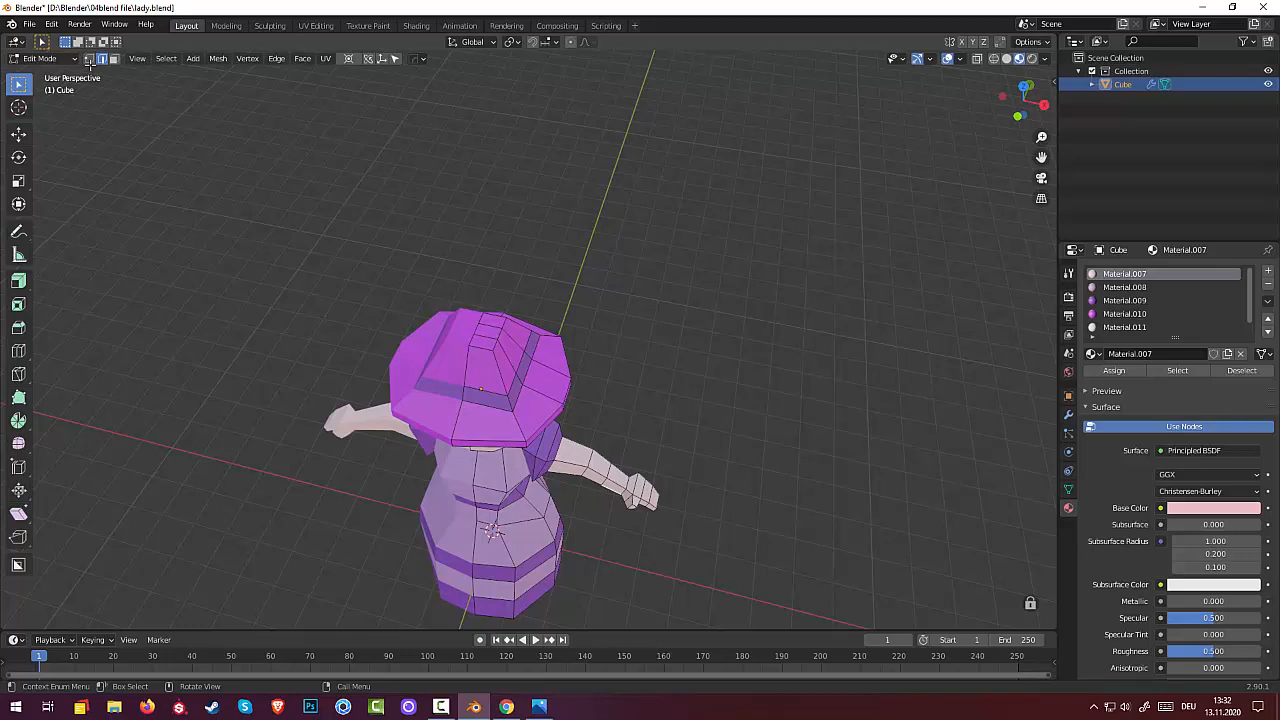 Blender* [D:\Blender\04blend file\lady.blend]
File Edit Render Window Help Layout Modeling Sculpting UV Editing Texture Paint Shading Animation Rendering Compositing Scripting Scene View Layer
Global X Y Z Options
Edit Mode View Select Add Mesh Vertex Edge Face UV
User Perspective
(1) Cube
Collection
Cube
Cube Material.007
Material.007
Material.008
Material.009
Material.010
Material.011
Material.007
Assign Select Deselect
Preview
Surface
Use Nodes
Surface Principled BSDF
GGX
Christensen-Burley
Base Color
Subsurface 0.000
Subsurface Radius 1.000
0.200
0.100
Subsurface Color
Metallic 0.000
Specular 0.500
Specular Tint 0.000
Roughness 0.500
Anisotropic 0.000
Playback Keying View Marker 1 Start 1 End 250
1 10 20 30 40 50 60 70 80 90 100 110 120 130 140 150 160 170 180 190 200 210 220 230 240 250
Context Enum Menu Box Select Rotate View Call Menu 2.90.1
DEU 13:32
13.11.2020